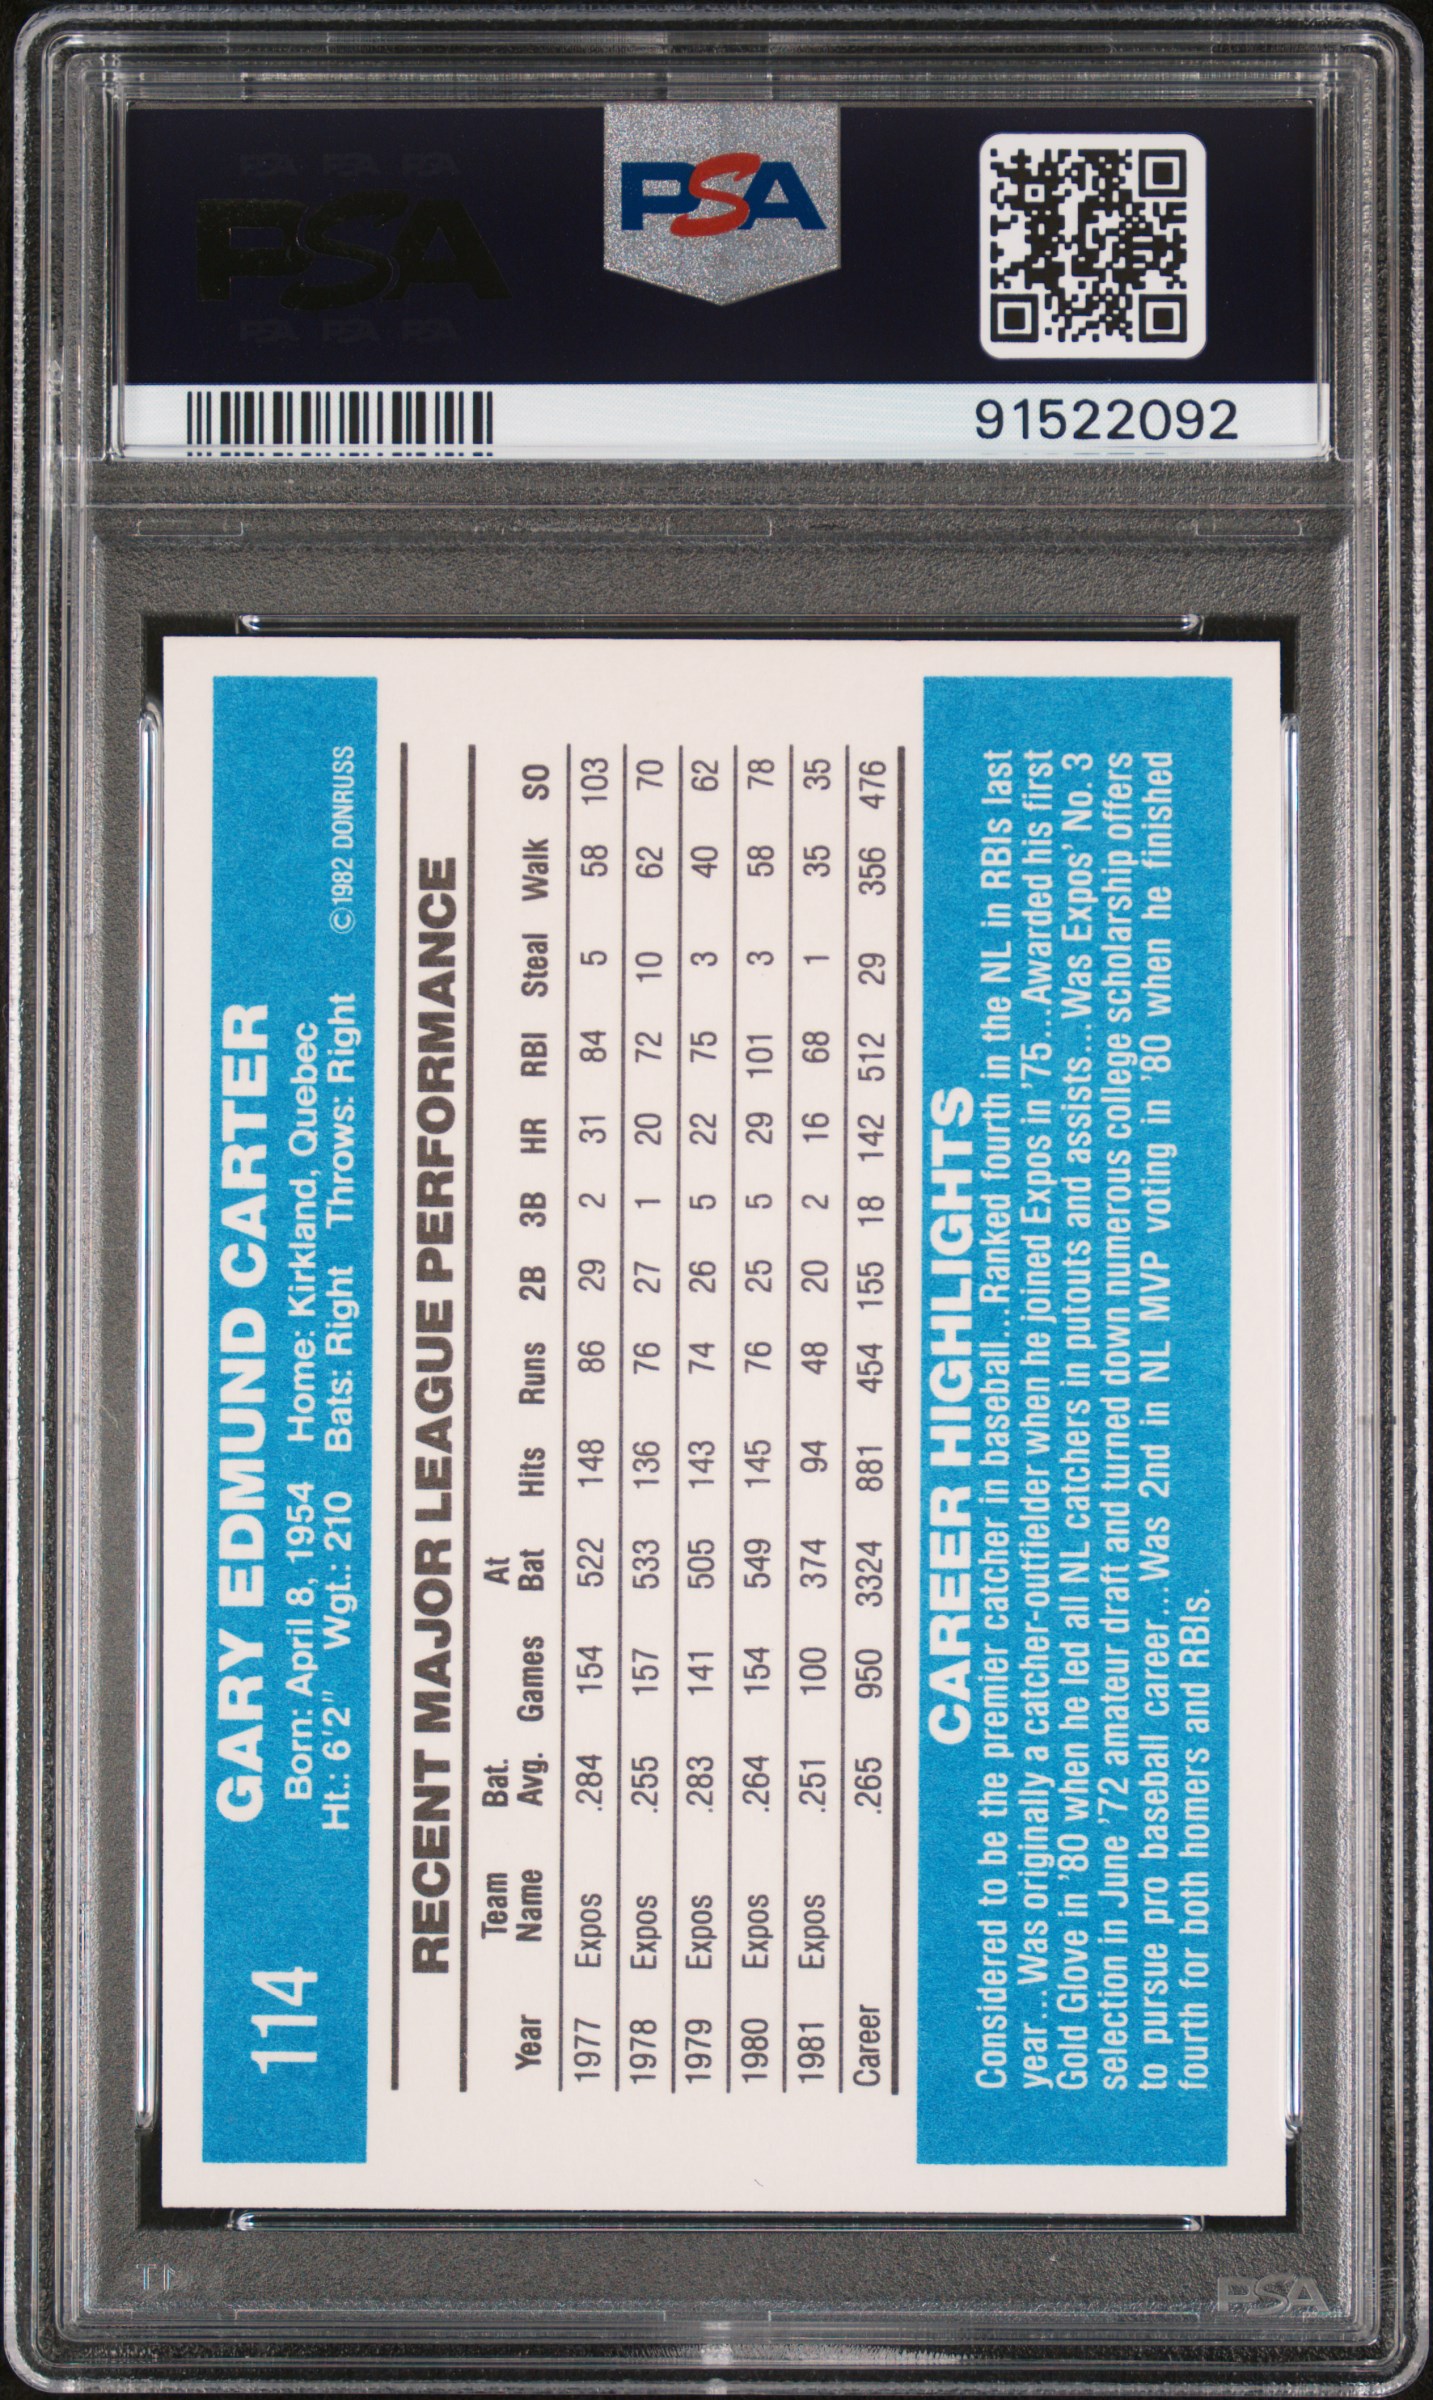 PSA PSA PSA
PSA
PSA PSA PSA
PSA
91522092
114
GARY EDMUND CARTER
Born: April 8, 1954 Home: Kirkland, Quebec
Ht.: 6'2" Wgt.: 210 Bats: Right Throws: Right ©1982 DONRUSS
RECENT MAJOR LEAGUE PERFORMANCE
Year Team Name Bat. Avg. Games At Bat Hits Runs 2B 3B HR RBI Steal Walk SO
1977 Expos .284 154 522 148 86 29 2 31 84 5 58 103
1978 Expos .255 157 533 136 76 27 1 20 72 10 62 70
1979 Expos .283 141 505 143 74 26 5 22 75 3 40 62
1980 Expos .264 154 549 145 76 25 5 29 101 3 58 78
1981 Expos .251 100 374 94 48 20 2 16 68 1 35 35
Career .265 950 3324 881 454 155 18 142 512 29 356 476
CAREER HIGHLIGHTS
Considered to be the premier catcher in baseball...Ranked fourth in the NL in RBIs last
year...Was originally a catcher-outfielder when he joined Expos in '75...Awarded his first
Gold Glove in '80 when he led all NL catchers in putouts and assists...Was Expos' No. 3
selection in June '72 amateur draft and turned down numerous college scholarship offers
to pursue pro baseball career...Was 2nd in NL MVP voting in '80 when he finished
fourth for both homers and RBIs.
PSA